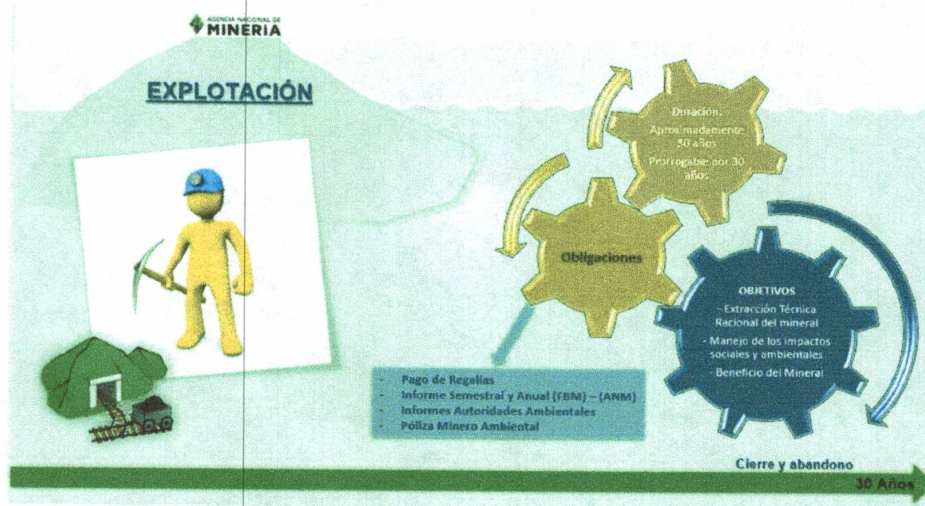 AGENCIA NACIONAL DE
MINERÍA
EXPLOTACIÓN
Duración:
Aproximadamente
30 años
Prorrogable por 30
años
Obligaciones
OBJETIVOS
- Extracción Técnica
Racional del mineral
- Manejo de los impactos
sociales y ambientales
- Beneficio del Mineral
- Pago de Regalías
- Informe Semestral y Anual (FBM) – (ANM)
- Informes Autoridades Ambientales
- Póliza Minero Ambiental
Cierre y abandono
30 Años